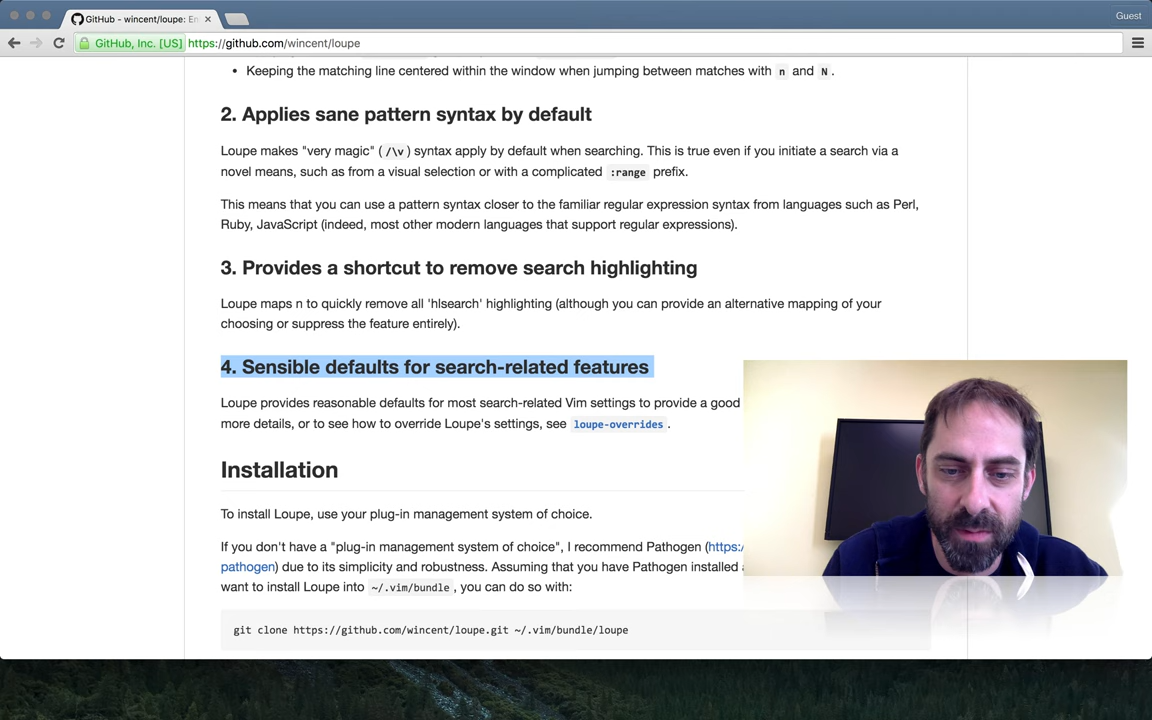 GitHub - wincent/loupe: En
Guest
GitHub, Inc. [US] https://github.com/wincent/loupe
• Keeping the matching line centered within the window when jumping between matches with n and N.
2. Applies sane pattern syntax by default
Loupe makes "very magic" (/\v) syntax apply by default when searching. This is true even if you initiate a search via a
novel means, such as from a visual selection or with a complicated :range prefix.
This means that you can use a pattern syntax closer to the familiar regular expression syntax from languages such as Perl,
Ruby, JavaScript (indeed, most other modern languages that support regular expressions).
3. Provides a shortcut to remove search highlighting
Loupe maps n to quickly remove all 'hlsearch' highlighting (although you can provide an alternative mapping of your
choosing or suppress the feature entirely).
4. Sensible defaults for search-related features
Loupe provides reasonable defaults for most search-related Vim settings to provide a good
more details, or to see how to override Loupe's settings, see loupe-overrides.
Installation
To install Loupe, use your plug-in management system of choice.
If you don't have a "plug-in management system of choice", I recommend Pathogen (https:/
pathogen) due to its simplicity and robustness. Assuming that you have Pathogen installed a
want to install Loupe into ~/.vim/bundle, you can do so with:
git clone https://github.com/wincent/loupe.git ~/.vim/bundle/loupe